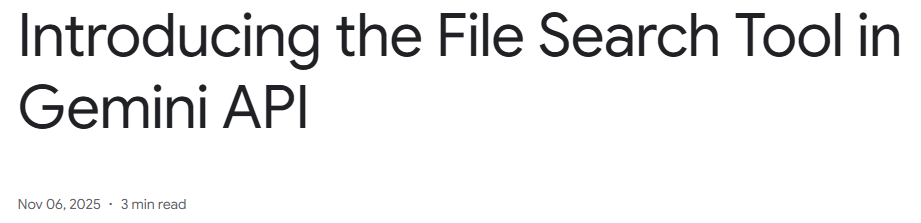 Introducing the File Search Tool in
Gemini API
Nov 06, 2025 · 3 min read